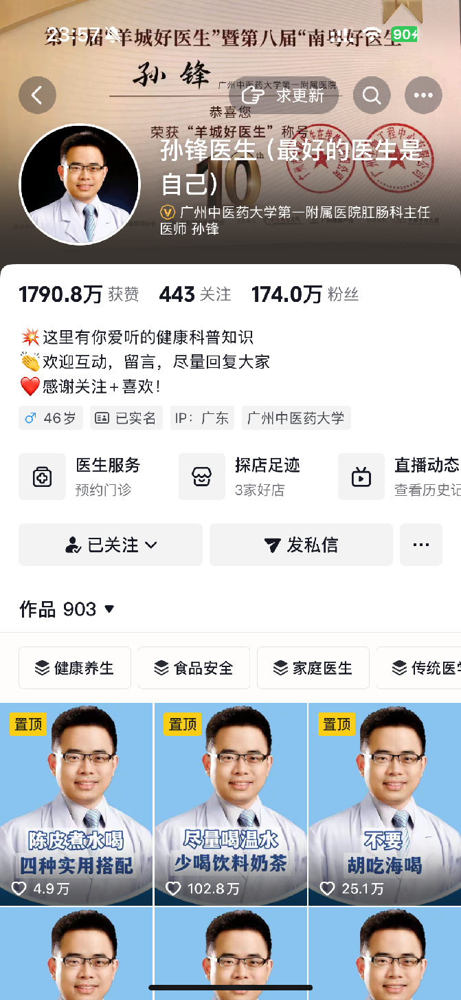 23:57
90
第十届“羊城好医生”暨第八届“南粤好医生”
孙 锋
广州中医药大学第一附属医院
求更新
恭喜您
荣获“羊城好医生”称号
孙锋医生（最好的医生是
自己）
广州中医药大学第一附属医院肛肠科主任
医师 孙锋
1790.8万 获赞 443 关注 174.0万 粉丝
💥这里有你爱听的健康科普知识
👏欢迎互动，留言，尽量回复大家
❤️感谢关注+喜欢！
♂ 46岁 已实名 IP：广东 广州中医药大学
医生服务 探店足迹 直播动态
预约门诊 3家好店 查看历史记
已关注 发私信 ···
作品 903 ▼
健康养生 食品安全 家庭医生 传统医学
置顶 置顶 置顶
陈皮煮水喝 尽量喝温水 不要
四种实用搭配 少喝饮料奶茶 胡吃海喝
4.9万 102.8万 25.1万